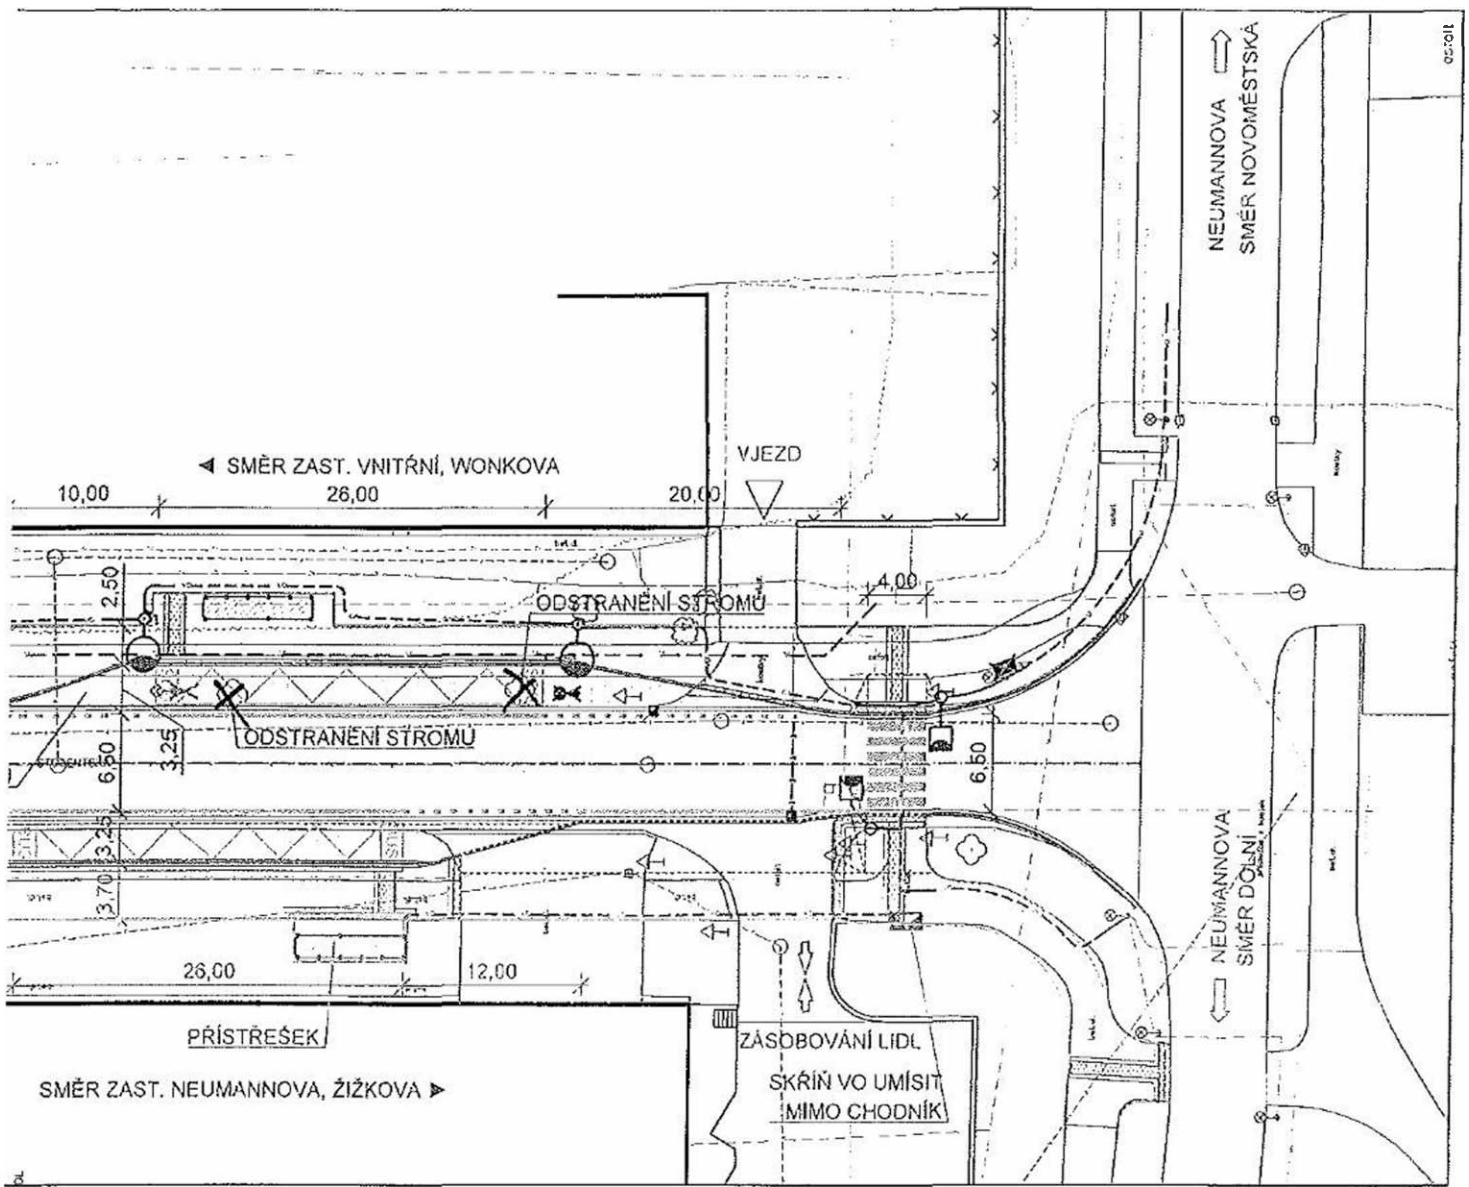 NEUMANNOVA
SMĚR NOVOMĚSTSKÁ
SMĚR ZAST. VNITŘNÍ, WONKOVA
VJEZD
10,00
26,00
20,00
2,50
4,00
ODSTRANĚNÍ STROMU
ODSTRANĚNÍ STROMU
3,25
6,50
6,50
3,25
3,70
26,00
12,00
NEUMANNOVA
SMĚR DOLNÍ
PŘÍSTŘEŠEK
ZÁSOBOVÁNÍ LIDL
SMĚR ZAST. NEUMANNOVA, ŽIŽKOVA
SKŘÍŇ VO UMÍSIT
MIMO CHODNÍK